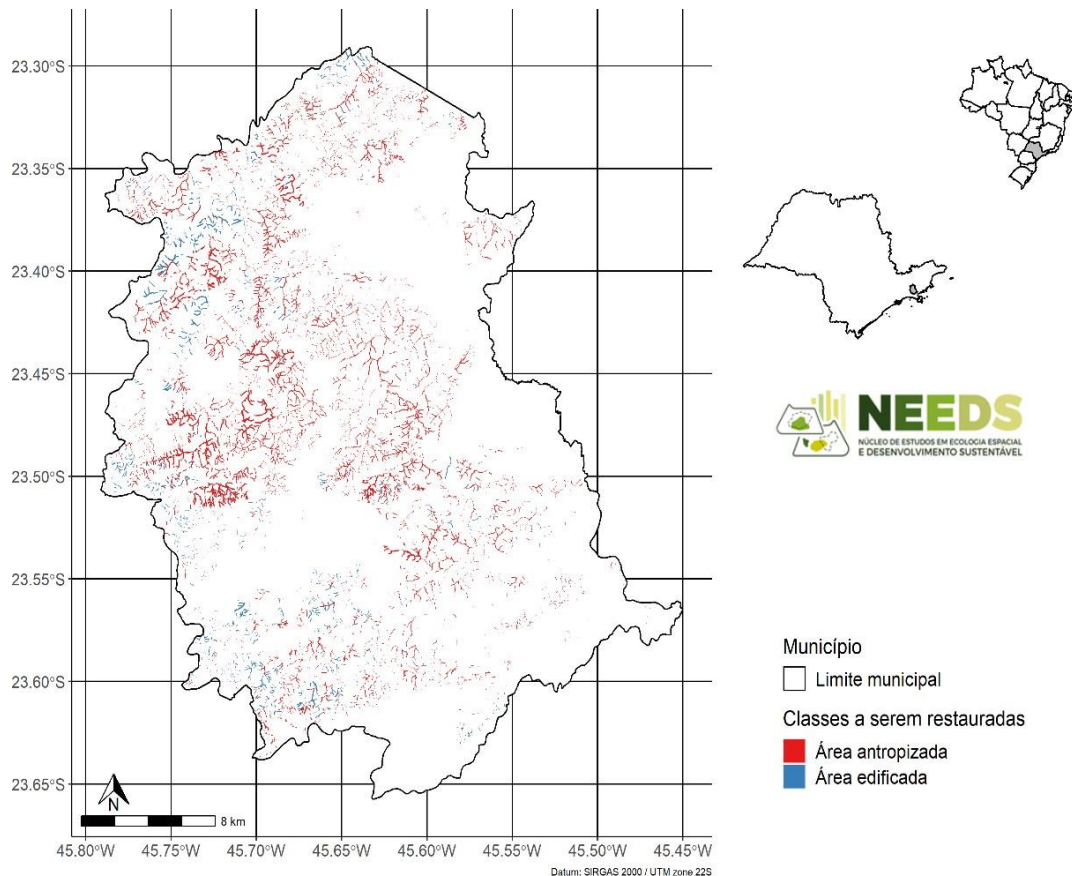 23.30°S
23.35°S
23.40°S
23.45°S
23.50°S
23.55°S
23.60°S
23.65°S
N
8 km
45.80°W 45.75°W 45.70°W 45.65°W 45.60°W 45.55°W 45.50°W 45.45°W
Datum: SIRGAS 2000 / UTM zone 22S
NEEDS
NÚCLEO DE ESTUDOS EM ECOLOGIA ESPACIAL
E DESENVOLVIMENTO SUSTENTÁVEL
Município
Limite municipal
Classes a serem restauradas
Área antropizada
Área edificada